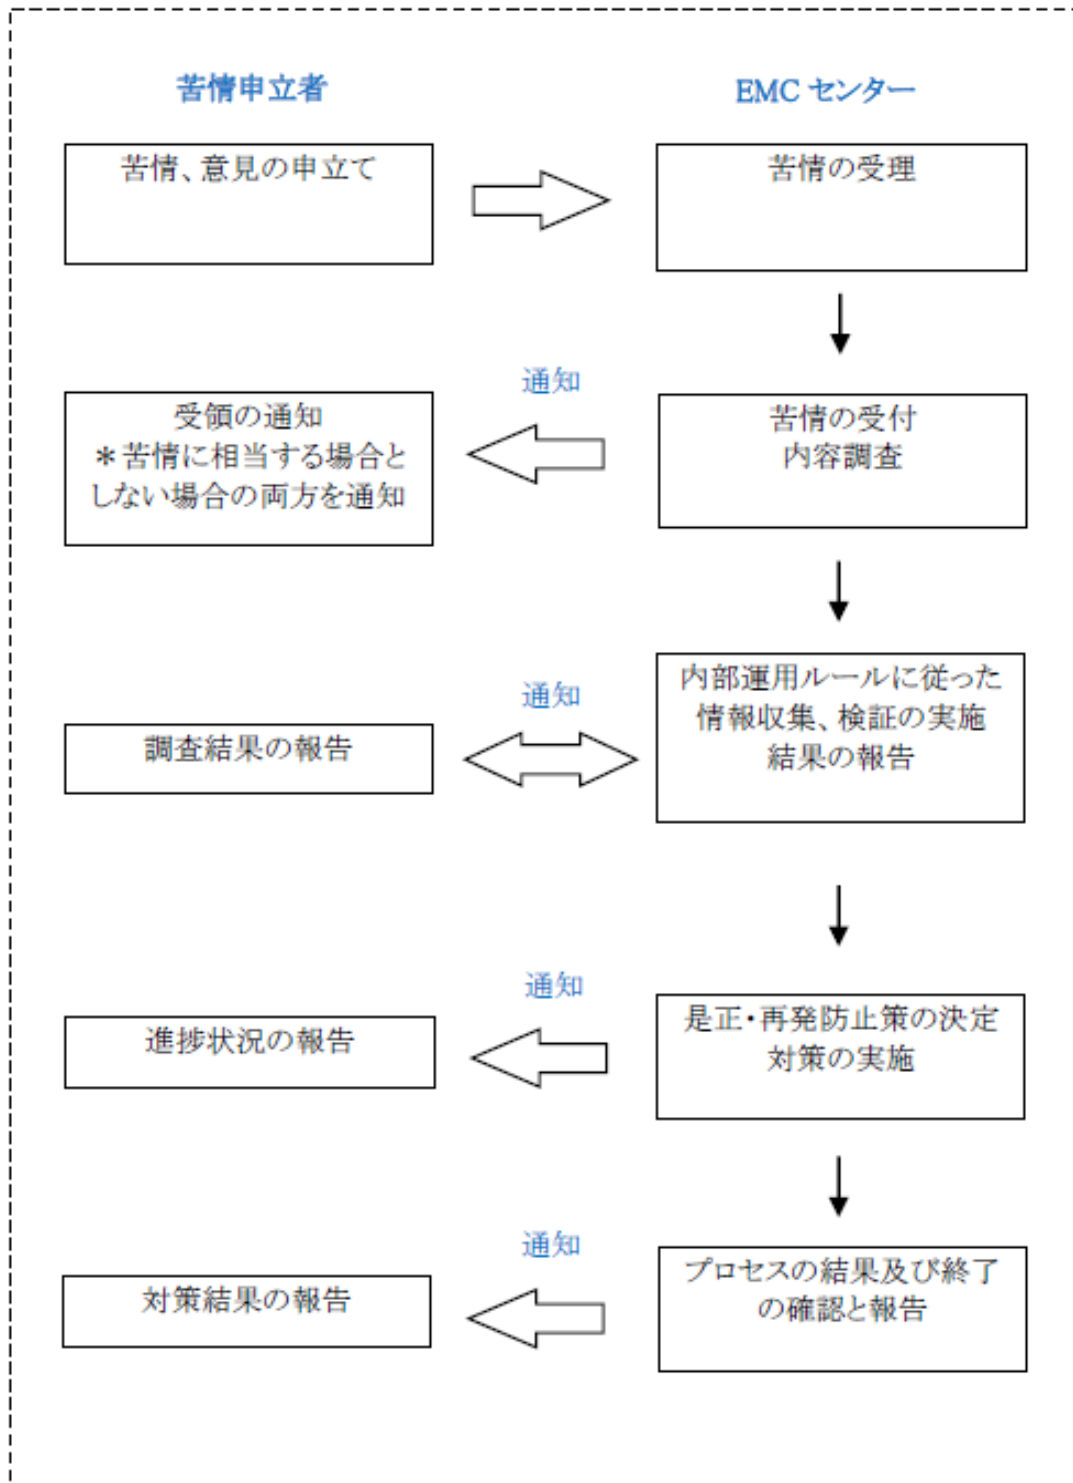 苦情申立者
EMC センター
苦情、意見の申立て
苦情の受理
通知
受領の通知
＊苦情に相当する場合と
しない場合の両方を通知
苦情の受付
内容調査
通知
調査結果の報告
内部運用ルールに従った
情報収集、検証の実施
結果の報告
通知
進捗状況の報告
是正・再発防止策の決定
対策の実施
通知
対策結果の報告
プロセスの結果及び終了
の確認と報告